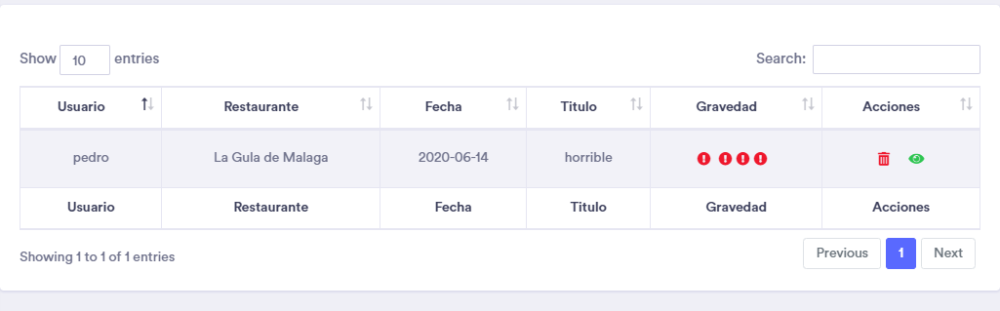 Show 10 entries Search:
Usuario Restaurante Fecha Titulo Gravedad Acciones
pedro La Gula de Malaga 2020-06-14 horrible
Usuario Restaurante Fecha Titulo Gravedad Acciones
Showing 1 to 1 of 1 entries Previous 1 Next